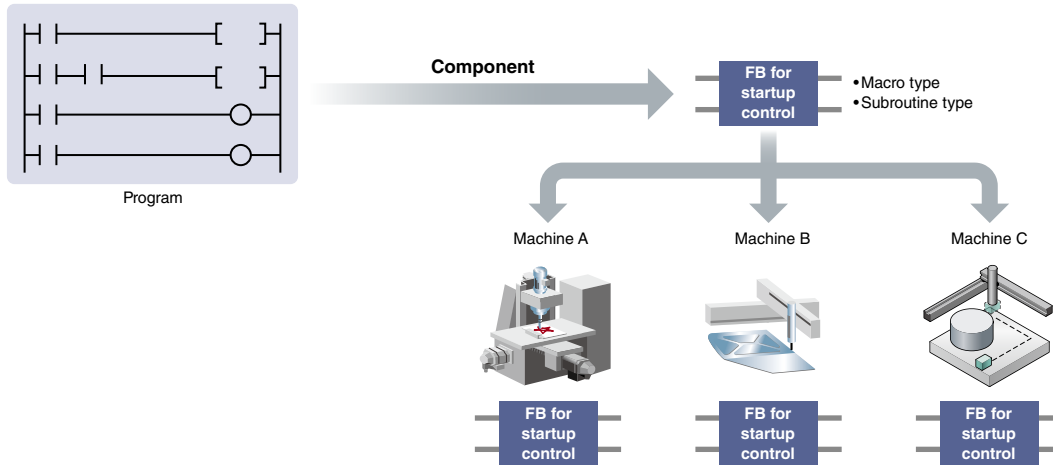 Program
Component
FB for
startup
control
•Macro type
•Subroutine type
Machine A
Machine B
Machine C
FB for
startup
control
FB for
startup
control
FB for
startup
control